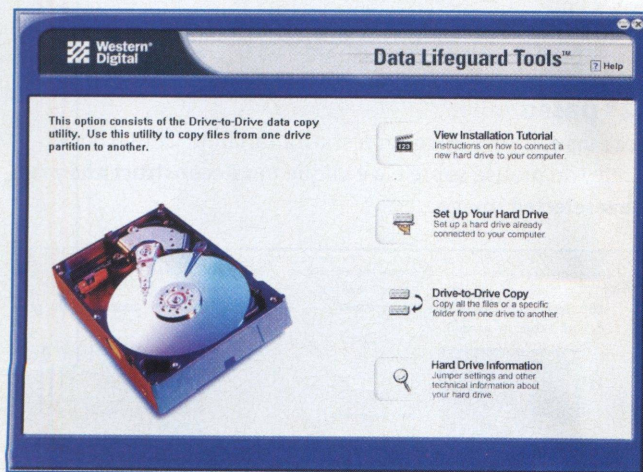 Western®
Digital
Data Lifeguard Tools™
? Help
This option consists of the Drive-to-Drive data copy
utility. Use this utility to copy files from one drive
partition to another.
123
View Installation Tutorial
Instructions on how to connect a
new hard drive to your computer.
Set Up Your Hard Drive
Set up a hard drive already
connected to your computer.
Drive-to-Drive Copy
Copy all the files or a specific
folder from one drive to another.
Hard Drive Information
Jumper settings and other
technical information about
your hard drive.